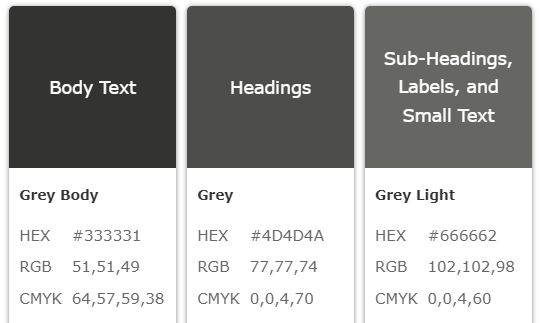 Body Text
Grey Body
HEX #333331
RGB 51,51,49
CMYK 64,57,59,38
Headings
Grey
HEX #4D4D4A
RGB 77,77,74
CMYK 0,0,4,70
Sub-Headings,
Labels, and
Small Text
Grey Light
HEX #666662
RGB 102,102,98
CMYK 0,0,4,60